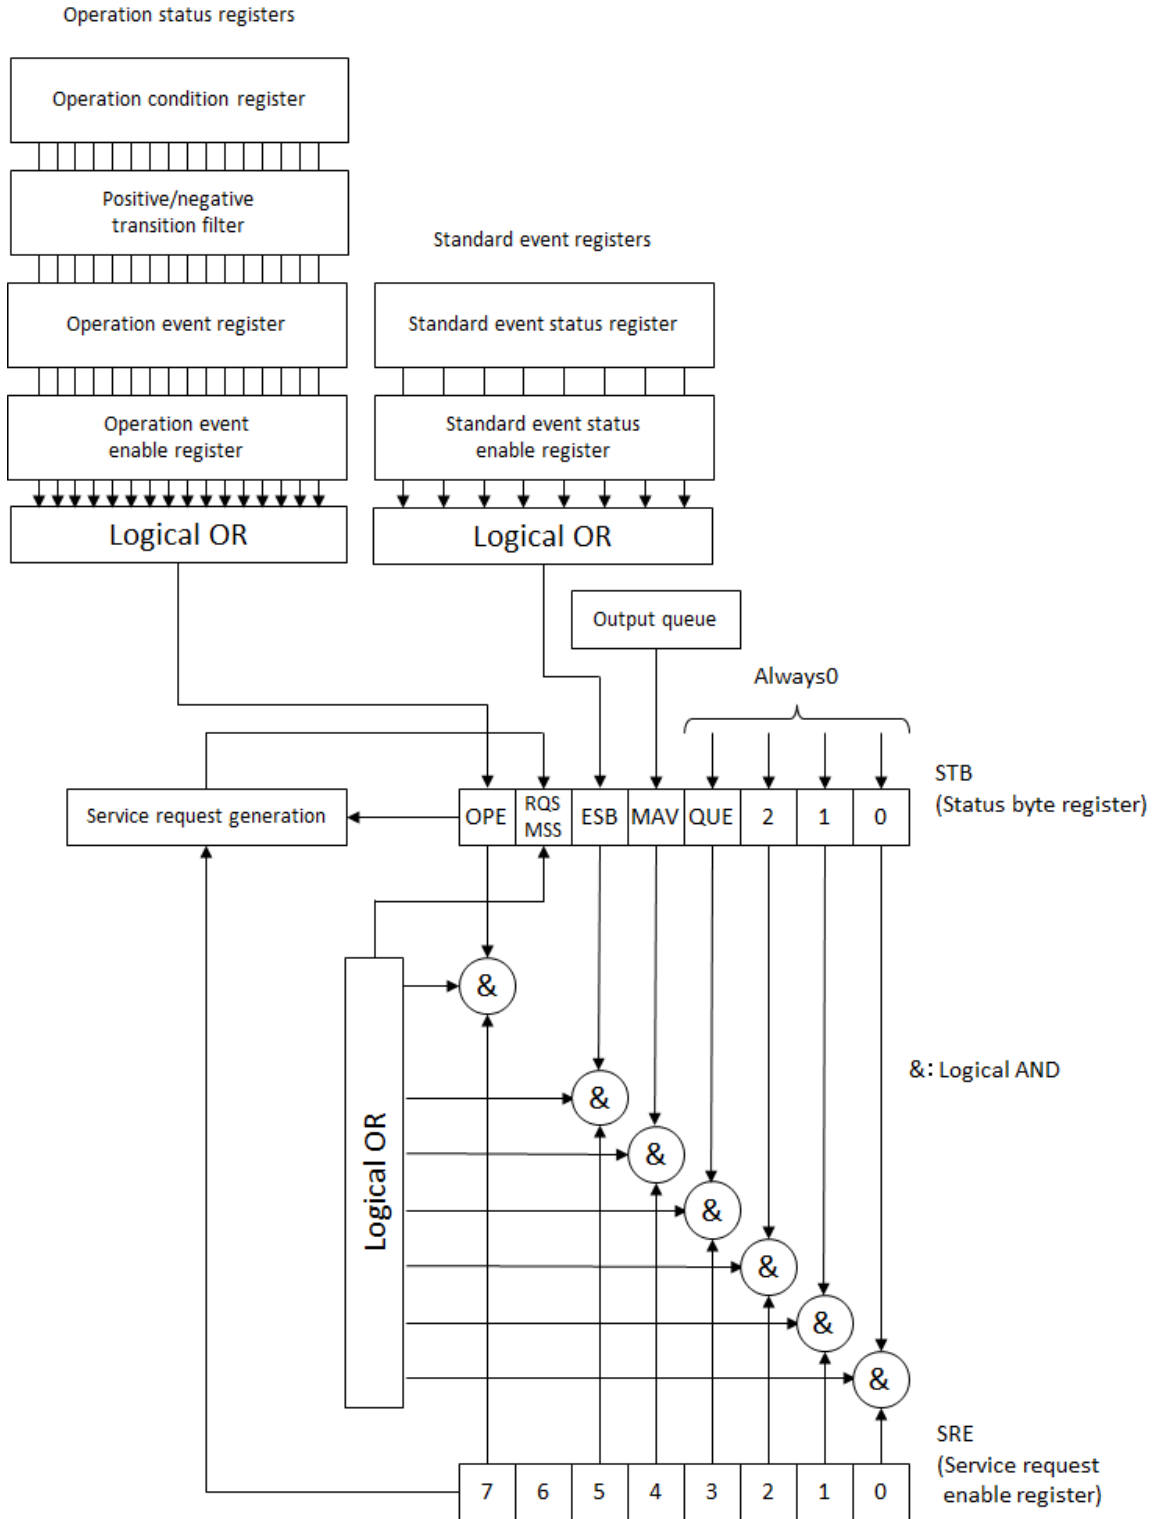 Operation status registers
Operation condition register
Positive/negative
transition filter
Standard event registers
Operation event register
Standard event status register
Operation event
enable register
Standard event status
enable register
Logical OR
Logical OR
Output queue
Always0
STB
(Status byte register)
Service request generation
OPE
RQS
MSS
ESB
MAV
QUE
2
1
0
&
&
&: Logical AND
Logical OR
&
&
&
&
&
SRE
(Service request
enable register)
7
6
5
4
3
2
1
0